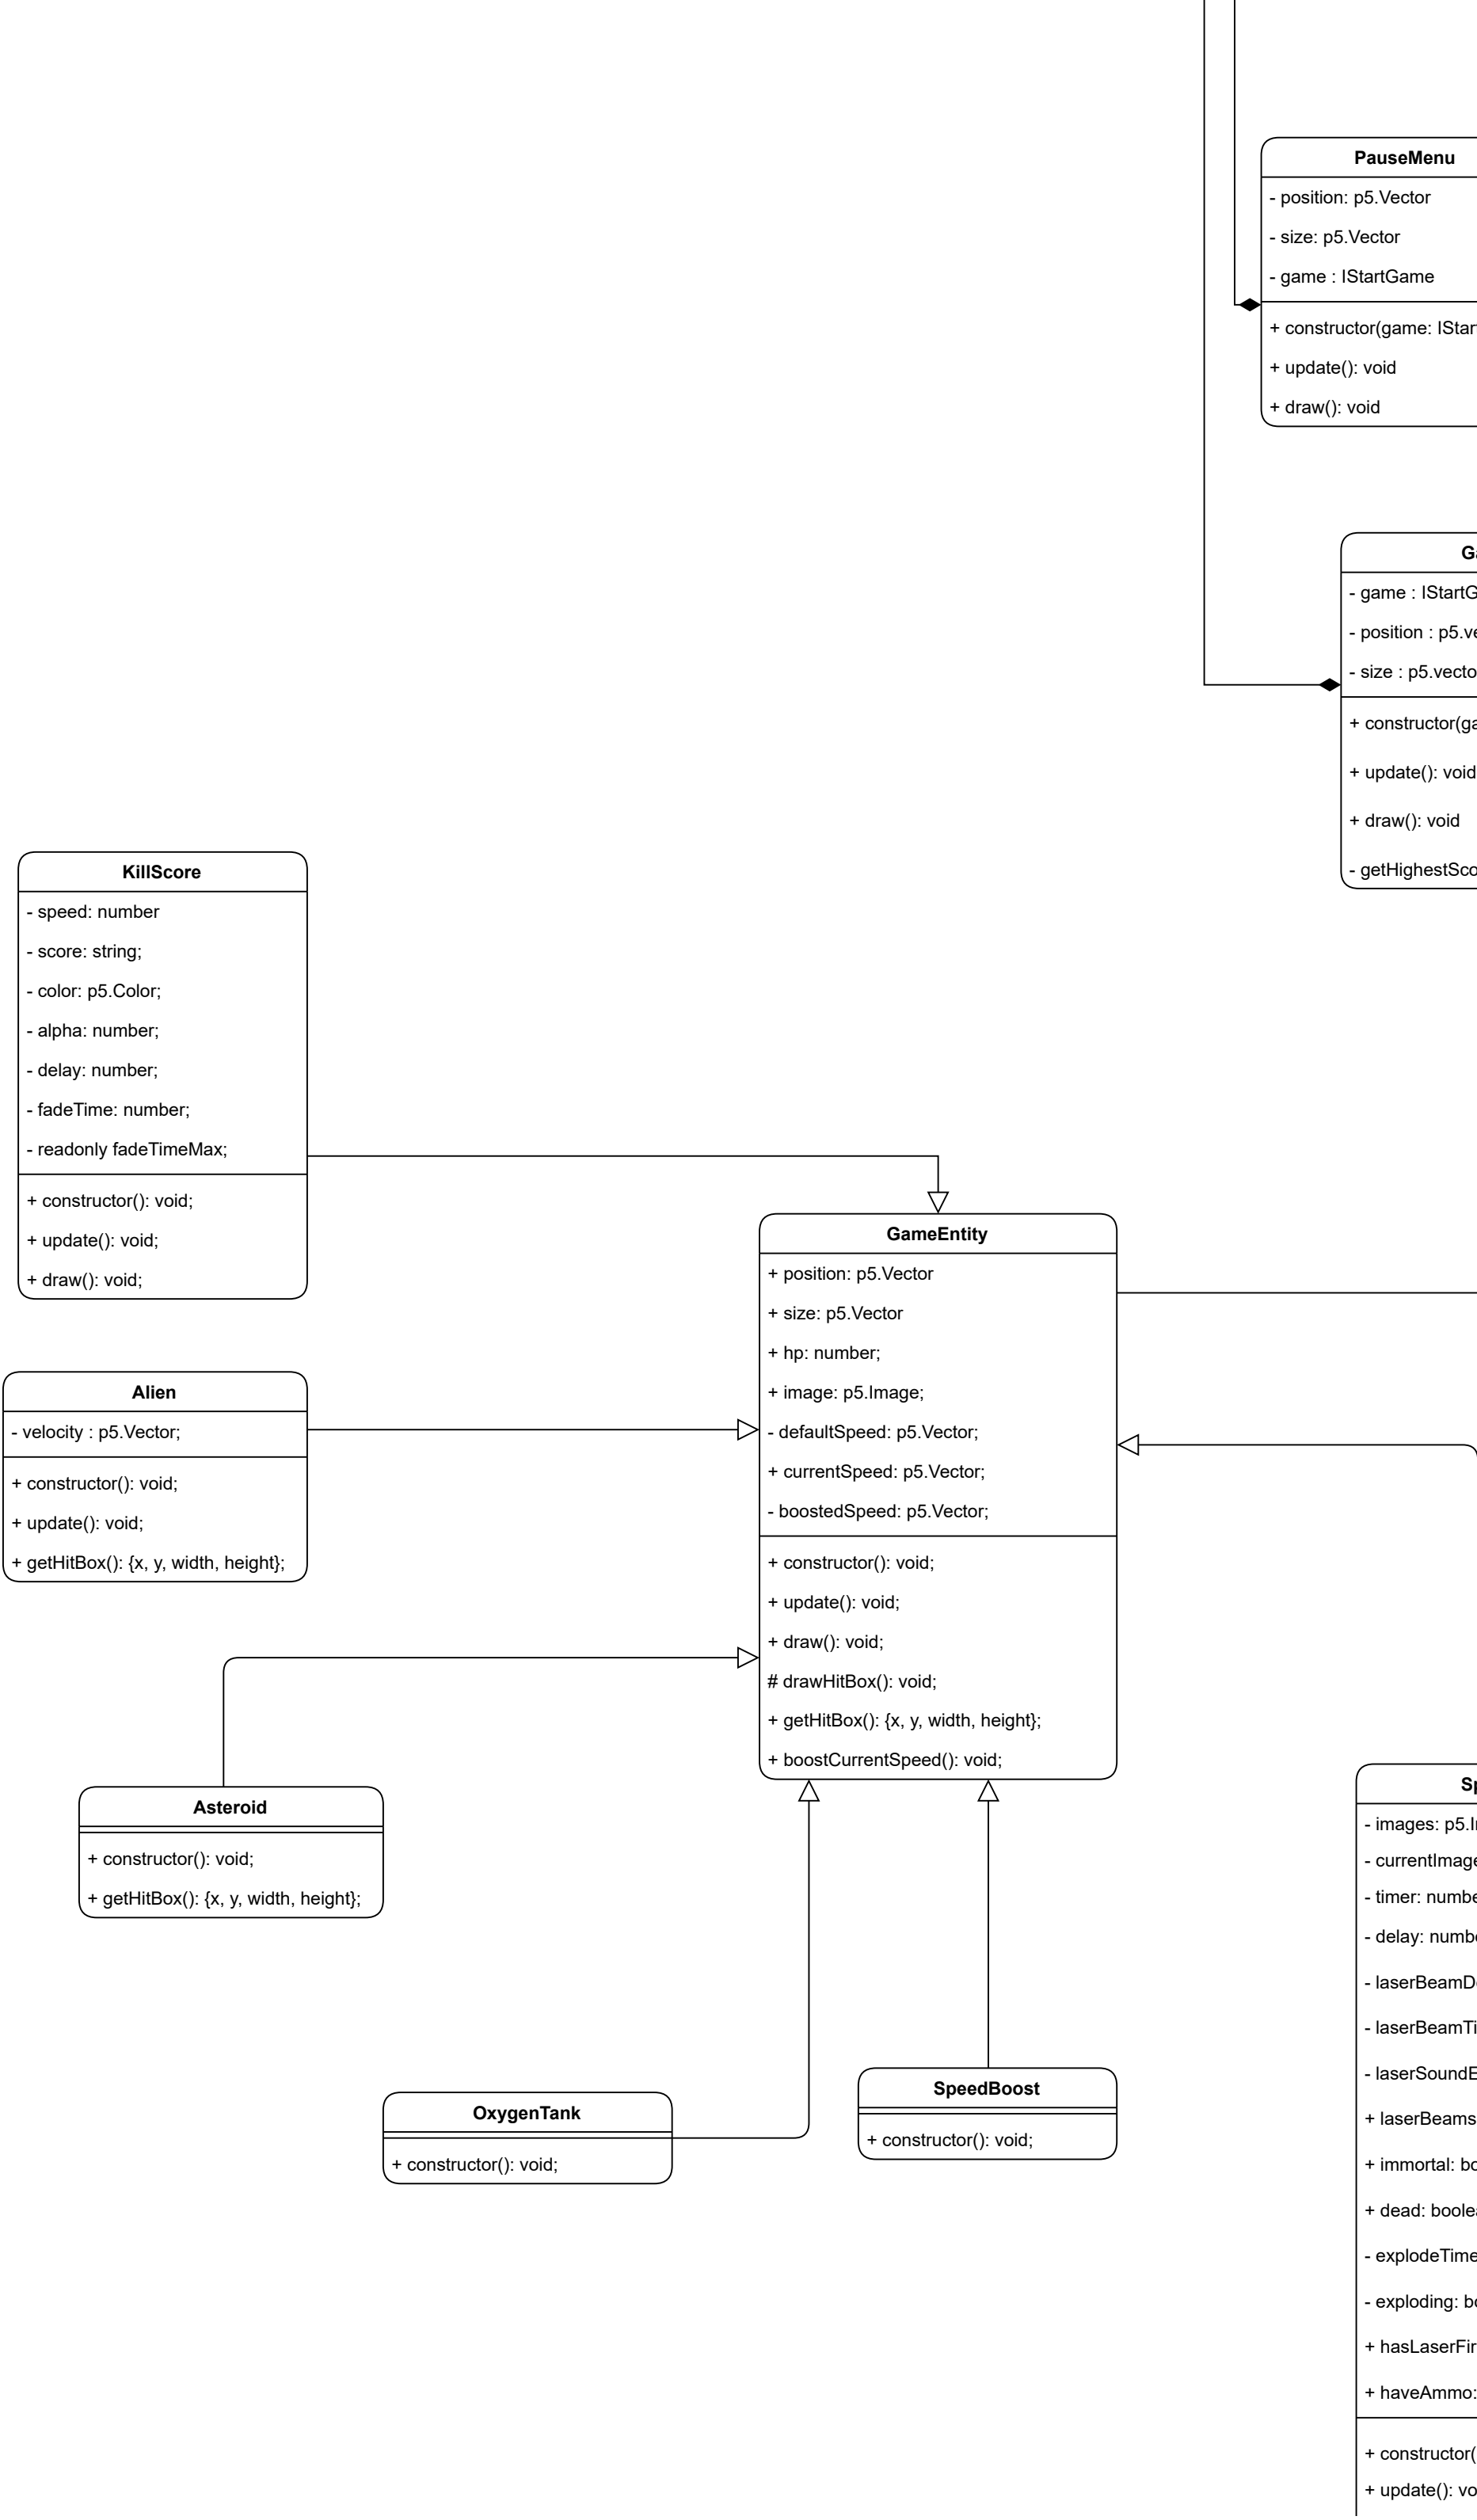 PauseMenu
- position: p5.Vector
- size: p5.Vector
- game : IStartGame
+ constructor(game: IStar
+ update(): void
+ draw(): void
- game : IStartG
- position : p5.ve
- size : p5.vecto
+ constructor(ga
+ update(): void
+ draw(): void
- getHighestSco
KillScore
- speed: number
- score: string;
- color: p5.Color;
- alpha: number;
- delay: number;
- fadeTime: number;
- readonly fadeTimeMax;
+ constructor(): void;
+ update(): void;
+ draw(): void;
GameEntity
+ position: p5.Vector
+ size: p5.Vector
+ hp: number;
+ image: p5.Image;
- defaultSpeed: p5.Vector;
+ currentSpeed: p5.Vector;
- boostedSpeed: p5.Vector;
+ constructor(): void;
+ update(): void;
+ draw(): void;
# drawHitBox(): void;
+ getHitBox(): {x, y, width, height};
+ boostCurrentSpeed(): void;
Alien
- velocity : p5.Vector;
+ constructor(): void;
+ update(): void;
+ getHitBox(): {x, y, width, height};
Asteroid
+ constructor(): void;
+ getHitBox(): {x, y, width, height};
OxygenTank
+ constructor(): void;
SpeedBoost
+ constructor(): void;
Sp
- images: p5.I
- currentImage
- timer: numbe
- delay: numb
- laserBeamD
- laserBeamTi
- laserSoundE
+ laserBeams
+ immortal: bo
+ dead: boolea
- explodeTime
- exploding: bo
+ hasLaserFir
+ haveAmmo:
+ constructor(
+ update(): vo